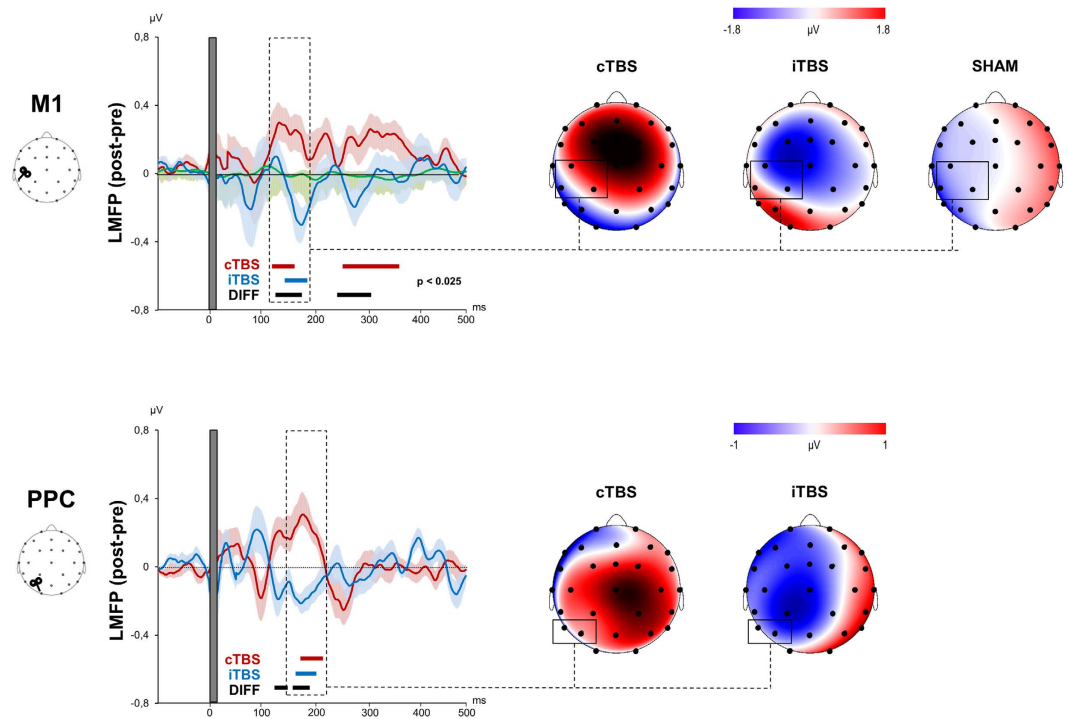 M1
LMFP (post-pre)
µV
0,8
0,4
0
-0,4
-0,8
cTBS
iTBS
DIFF
p < 0.025
0
100
200
300
400
500
ms
-1.8
µV
1.8
cTBS
iTBS
SHAM
PPC
LMFP (post-pre)
µV
0,8
0,4
0
-0,4
-0,8
cTBS
iTBS
DIFF
0
100
200
300
400
500
ms
-1
µV
1
cTBS
iTBS